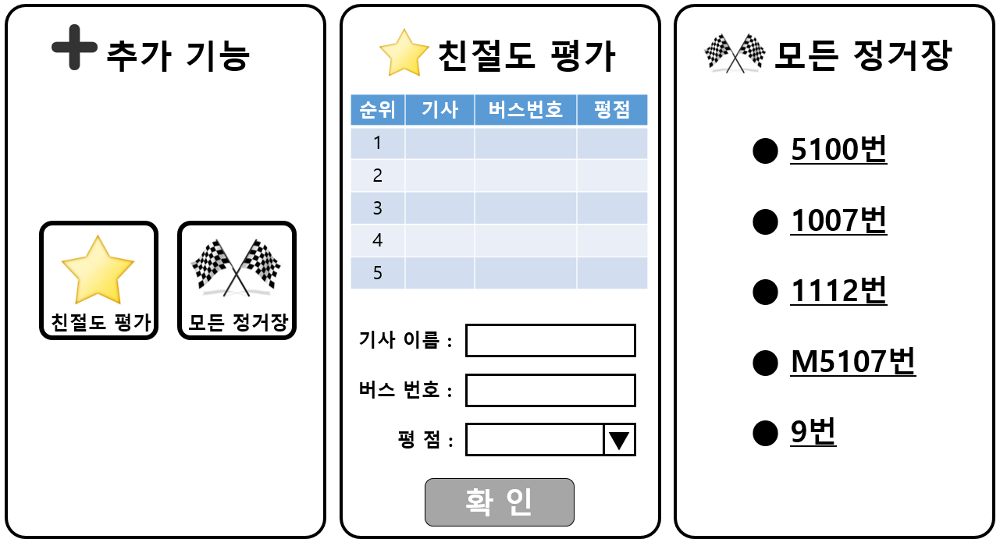 추가 기능
친절도 평가
모든 정거장
친절도 평가
순위 기사 버스번호 평점
1
2
3
4
5
기사 이름 :
버스 번호 :
평 점 :
확 인
모든 정거장
5100번
1007번
1112번
M5107번
9번